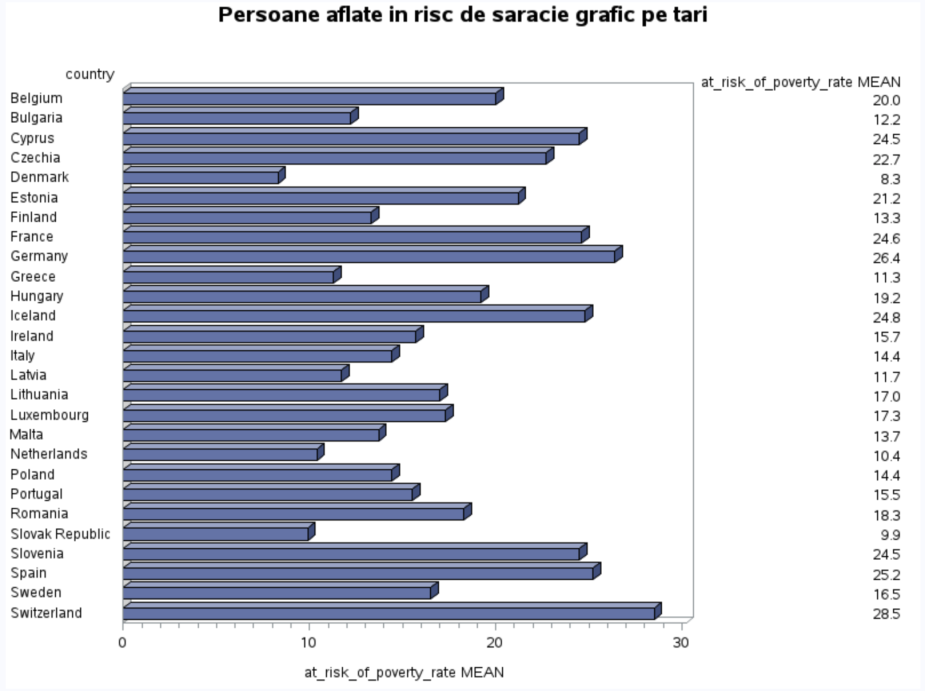 Persoane aflate in risc de saracie grafic pe tari
country at_risk_of_poverty_rate MEAN
Belgium 20.0
Bulgaria 12.2
Cyprus 24.5
Czechia 22.7
Denmark 8.3
Estonia 21.2
Finland 13.3
France 24.6
Germany 26.4
Greece 11.3
Hungary 19.2
Iceland 24.8
Ireland 15.7
Italy 14.4
Latvia 11.7
Lithuania 17.0
Luxembourg 17.3
Malta 13.7
Netherlands 10.4
Poland 14.4
Portugal 15.5
Romania 18.3
Slovak Republic 9.9
Slovenia 24.5
Spain 25.2
Sweden 16.5
Switzerland 28.5
0 10 20 30
at_risk_of_poverty_rate MEAN